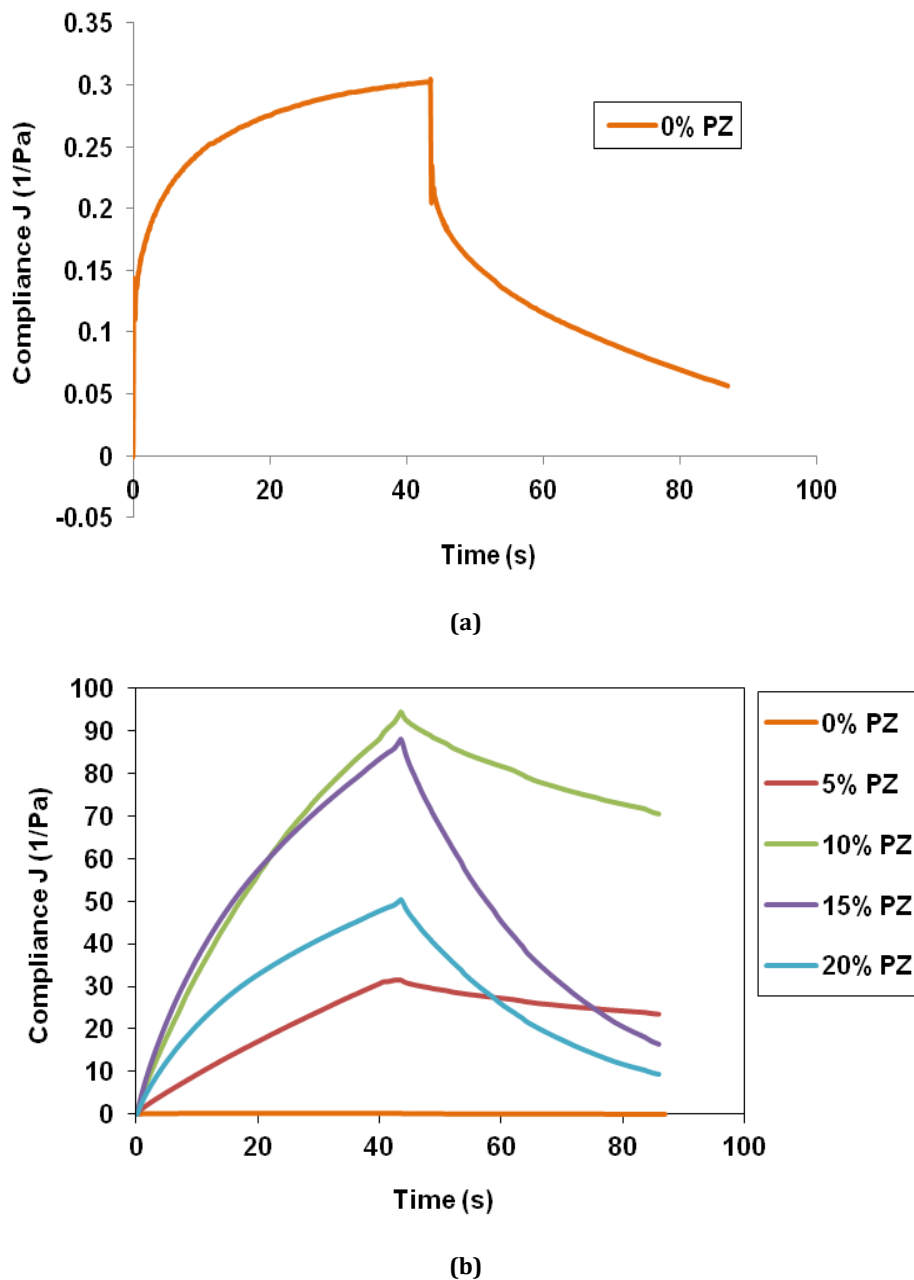 0.35
0.3
0.25
0.2
0.15
0.1
0.05
0
-0.05
Compliance J (1/Pa)
0% PZ
0 20 40 60 80 100
Time (s)
(a)
100
90
80
70
60
50
40
30
20
10
0
Compliance J (1/Pa)
0% PZ
5% PZ
10% PZ
15% PZ
20% PZ
0 20 40 60 80 100
Time (s)
(b)